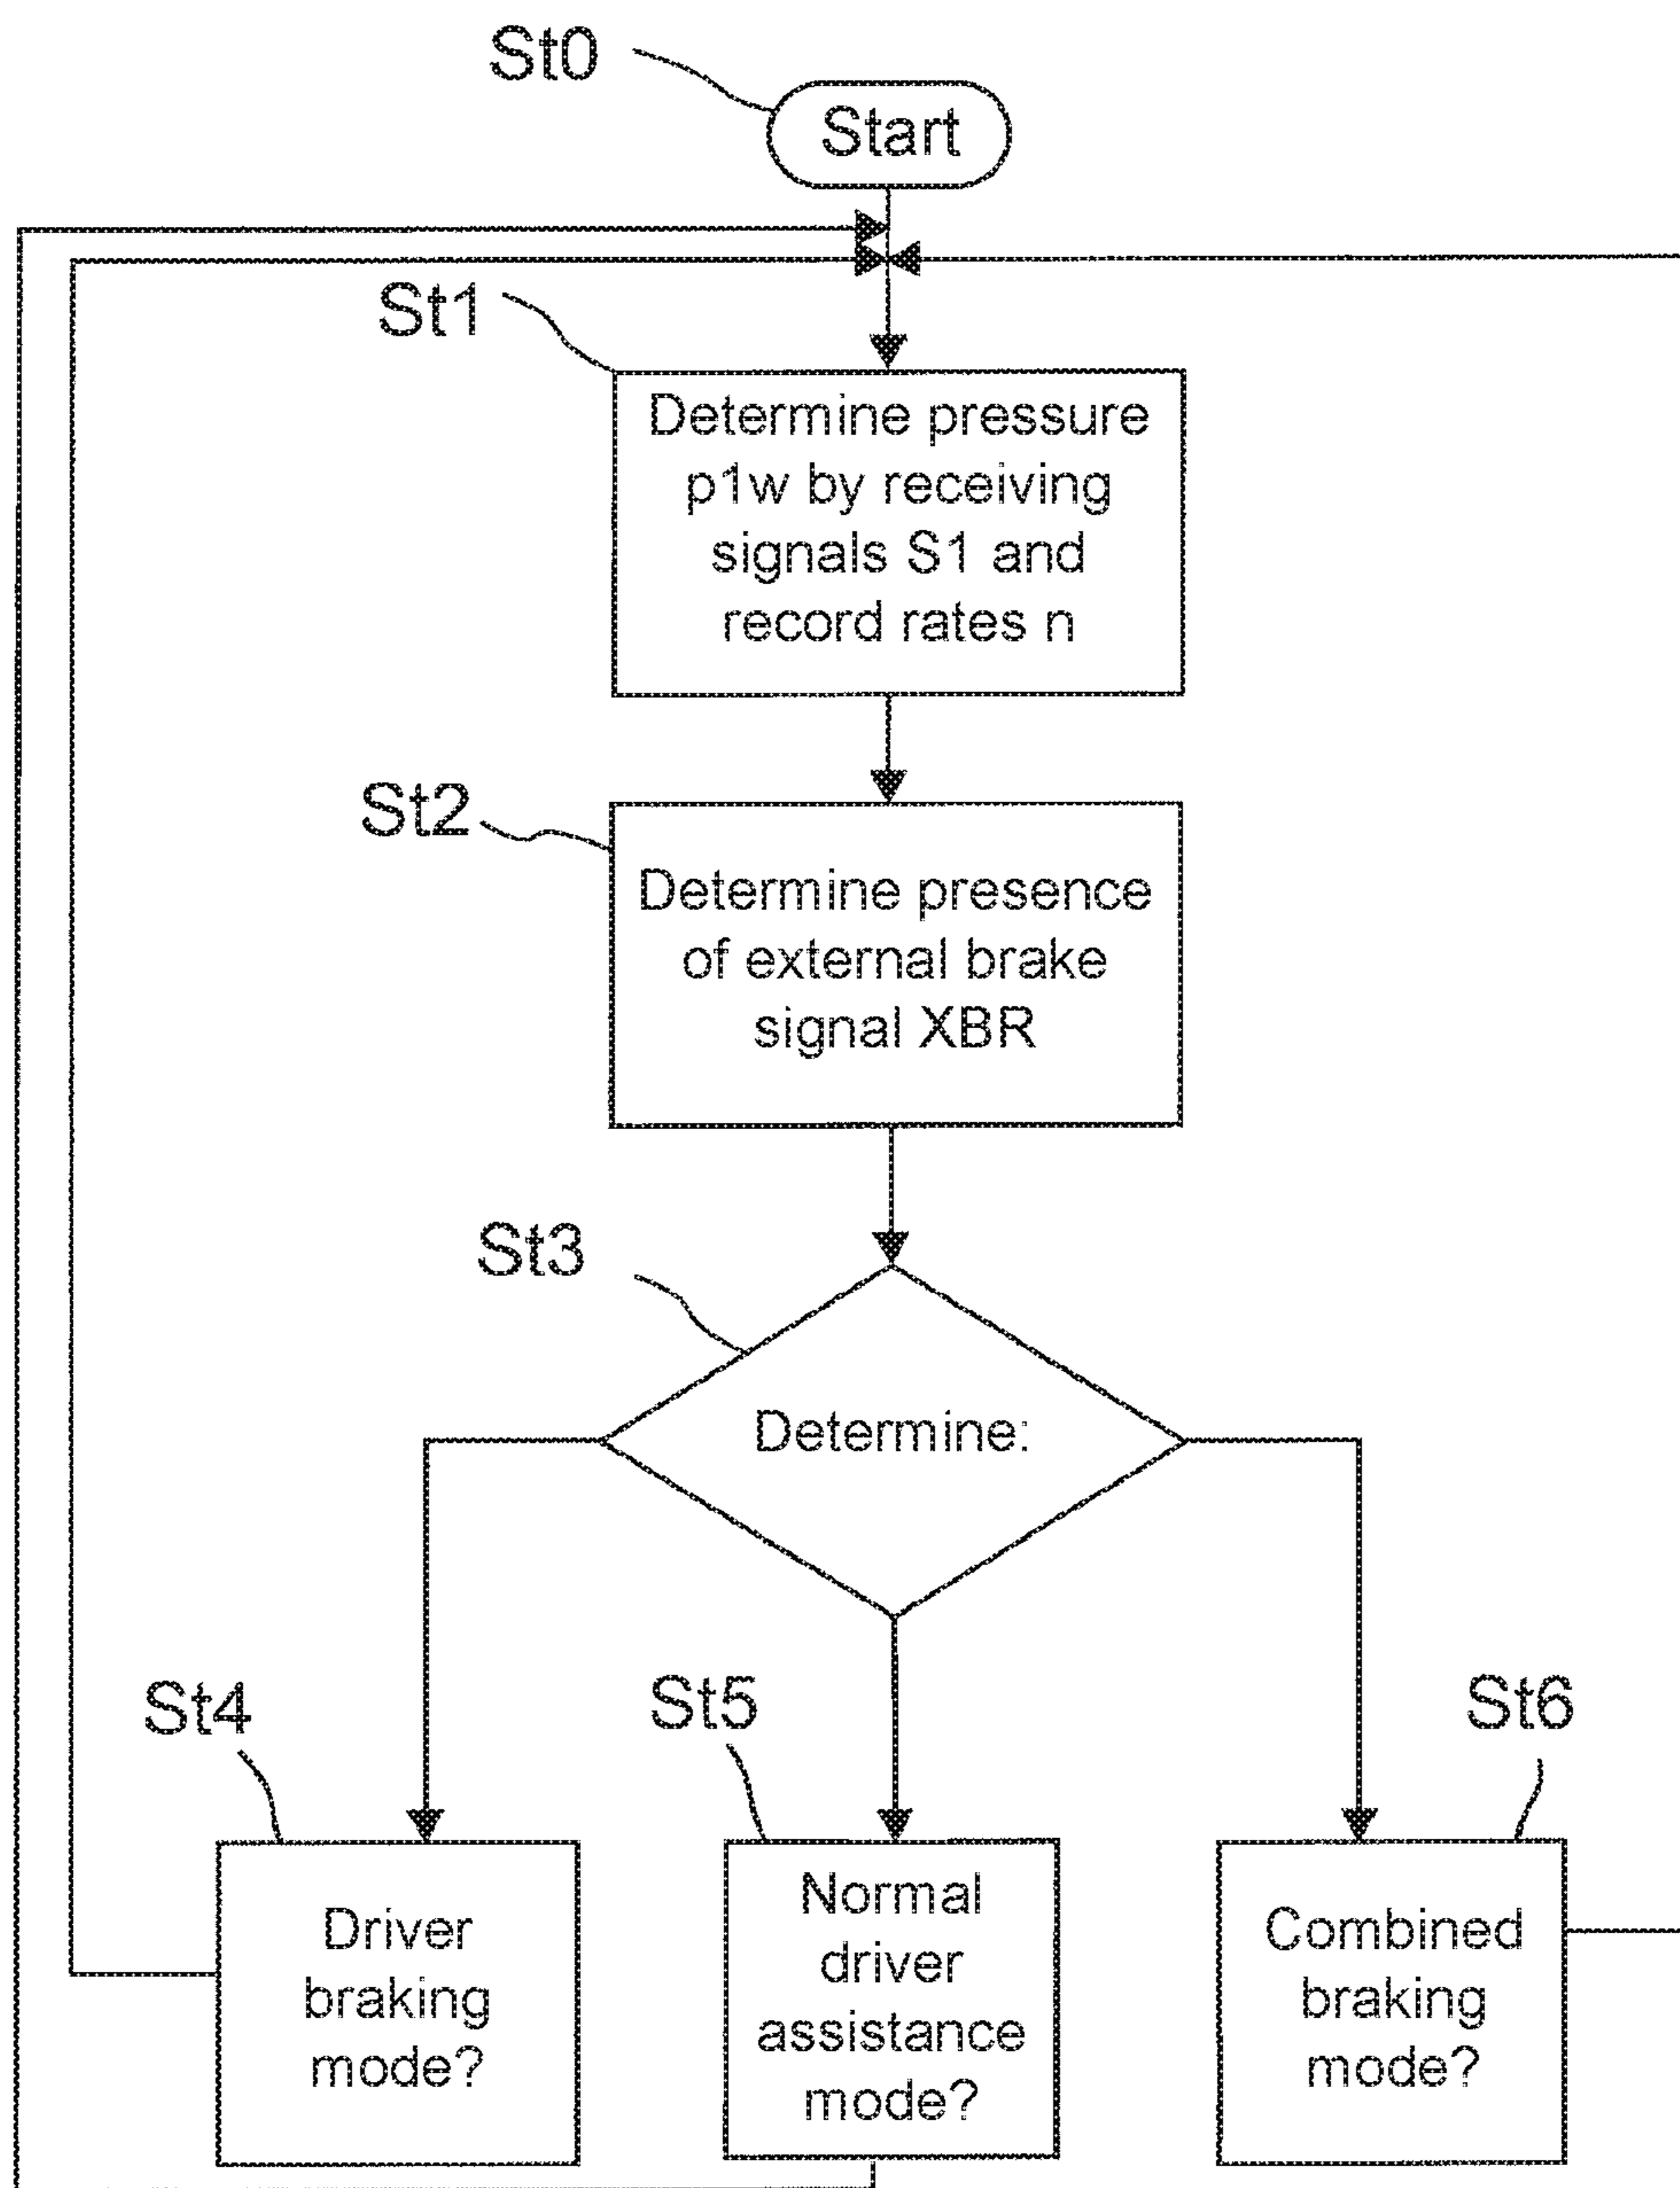 St0
Start
St1
Determine pressure
p1w by receiving
signals S1 and
record rates n
St2
Determine presence
of external brake
signal XBR
St3
Determine:
St4
St5
St6
Driver
braking
mode?
Normal
driver
assistance
mode?
Combined
braking
mode?